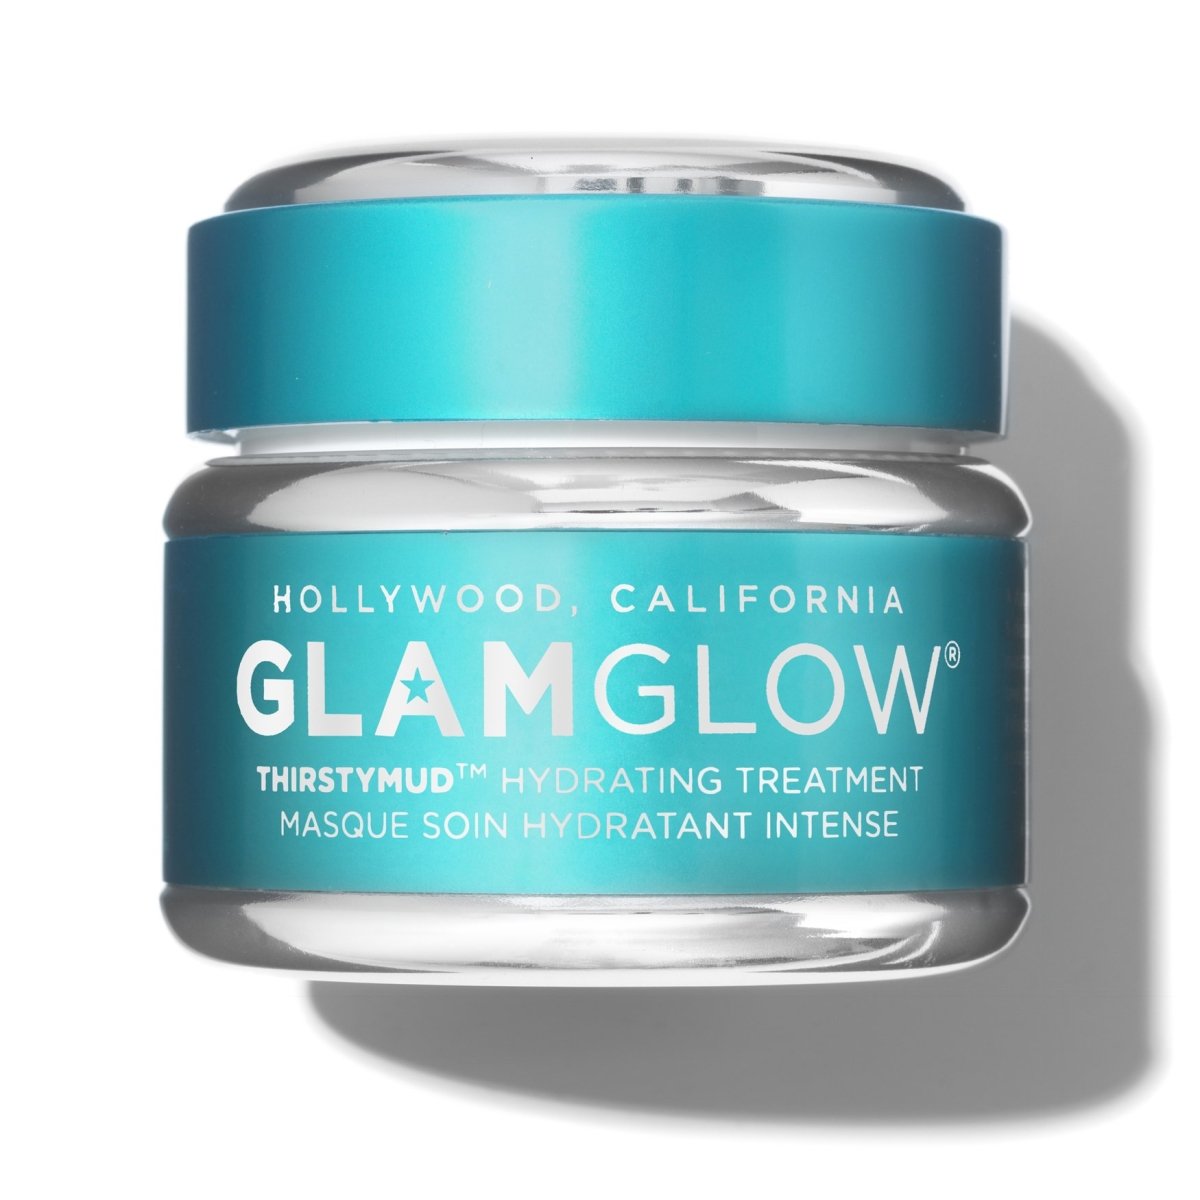 HOLLYWOOD, CALIFORNIA
GLAMGLOW®
THIRSTYMUD™ HYDRATING TREATMENT
MASQUE SOIN HYDRATANT INTENSE